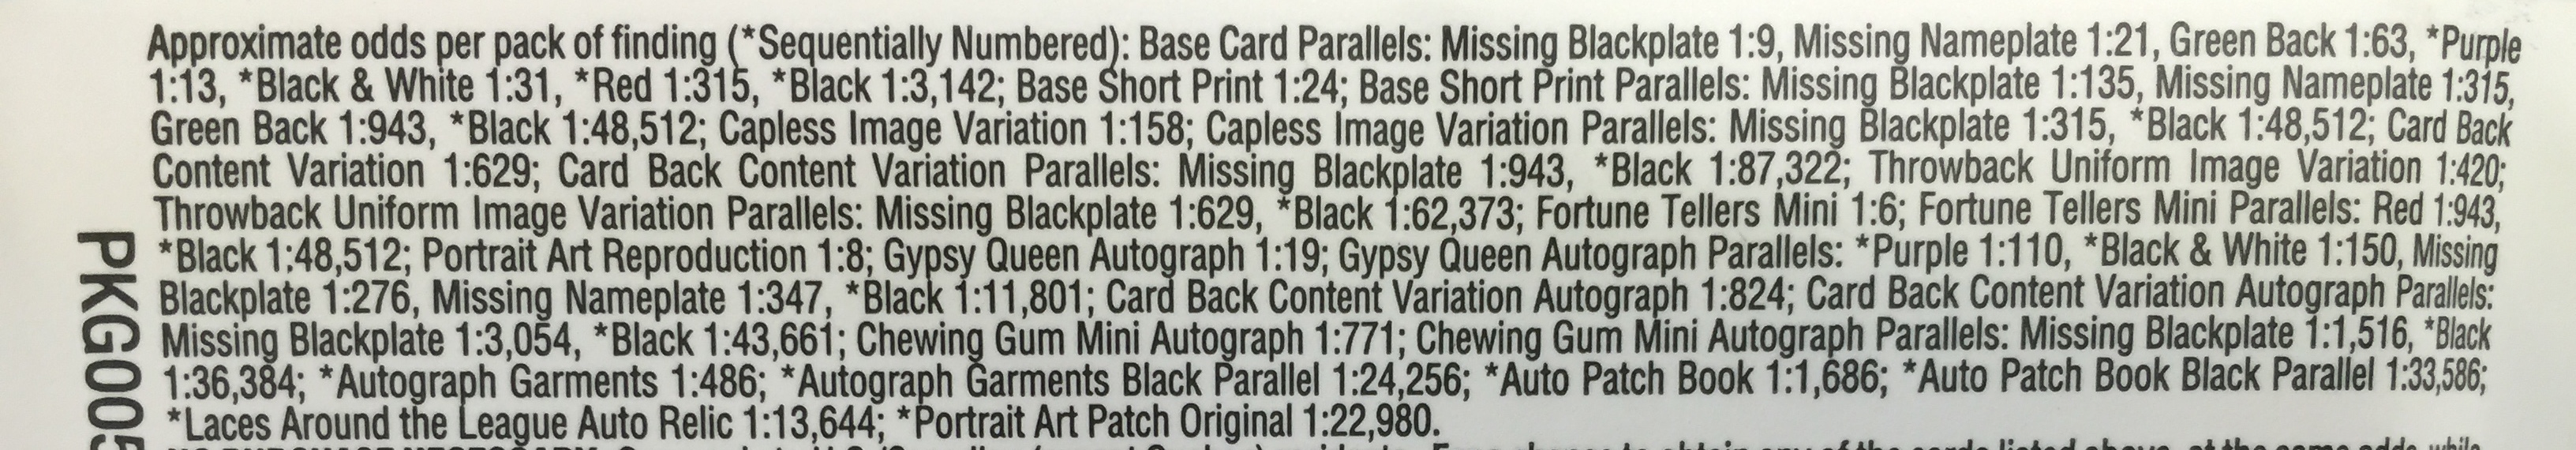 Approximate odds per pack of finding (*Sequentially Numbered): Base Card Parallels: Missing Blackplate 1:9, Missing Nameplate 1:21, Green Back 1:63, *Purple
1:13, *Black & White 1:31, *Red 1:315, *Black 1:3,142; Base Short Print 1:24; Base Short Print Parallels: Missing Blackplate 1:135, Missing Nameplate 1:315,
Green Back 1:943, *Black 1:48,512; Capless Image Variation 1:158; Capless Image Variation Parallels: Missing Blackplate 1:315, *Black 1:48,512; Card Back
Content Variation 1:629; Card Back Content Variation Parallels: Missing Blackplate 1:943, *Black 1:87,322; Throwback Uniform Image Variation 1:420;
Throwback Uniform Image Variation Parallels: Missing Blackplate 1:629, *Black 1:62,373; Fortune Tellers Mini 1:6; Fortune Tellers Mini Parallels: Red 1:943,
*Black 1:48,512; Portrait Art Reproduction 1:8; Gypsy Queen Autograph 1:19; Gypsy Queen Autograph Parallels: *Purple 1:110, *Black & White 1:150, Missing
Blackplate 1:276, Missing Nameplate 1:347, *Black 1:11,801; Card Back Content Variation Autograph 1:824; Card Back Content Variation Autograph Parallels:
Missing Blackplate 1:3,054, *Black 1:43,661; Chewing Gum Mini Autograph 1:771; Chewing Gum Mini Autograph Parallels: Missing Blackplate 1:1,516, *Black
1:36,384; *Autograph Garments 1:486; *Autograph Garments Black Parallel 1:24,256; *Auto Patch Book 1:1,686; *Auto Patch Book Black Parallel 1:33,586;
*Laces Around the League Auto Relic 1:13,644; *Portrait Art Patch Original 1:22,980.
PKG005